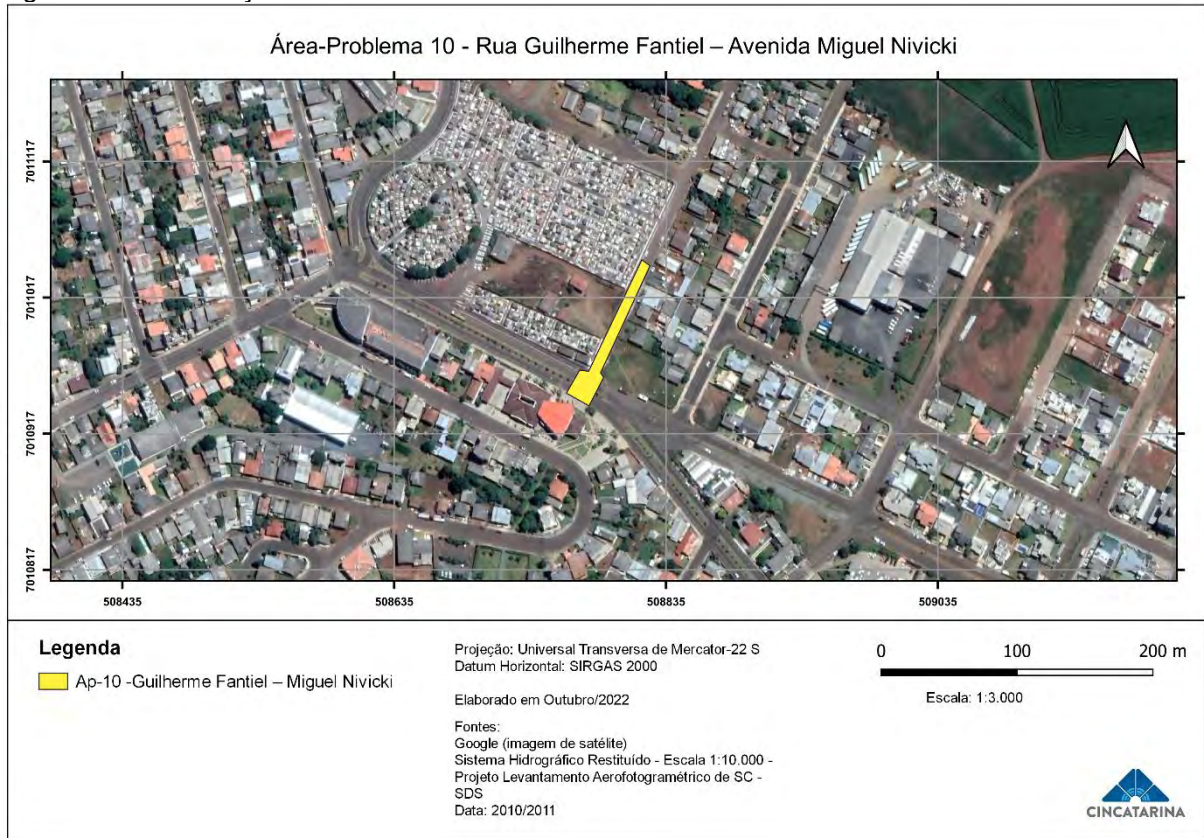 Área-Problema 10 - Rua Guilherme Fantiel – Avenida Miguel Nivicki
7011117
7011017
7010917
7010817
508435
508635
508835
509035
Legenda
Ap-10 -Guilherme Fantiel – Miguel Nivicki
Projeção: Universal Transversa de Mercator-22 S
Datum Horizontal: SIRGAS 2000
Elaborado em Outubro/2022
Fontes:
Google (imagem de satélite)
Sistema Hidrográfico Restituído - Escala 1:10.000 -
Projeto Levantamento Aerofotogramétrico de SC -
SDS
Data: 2010/2011
0 100 200 m
Escala: 1:3.000
CINCATARINA